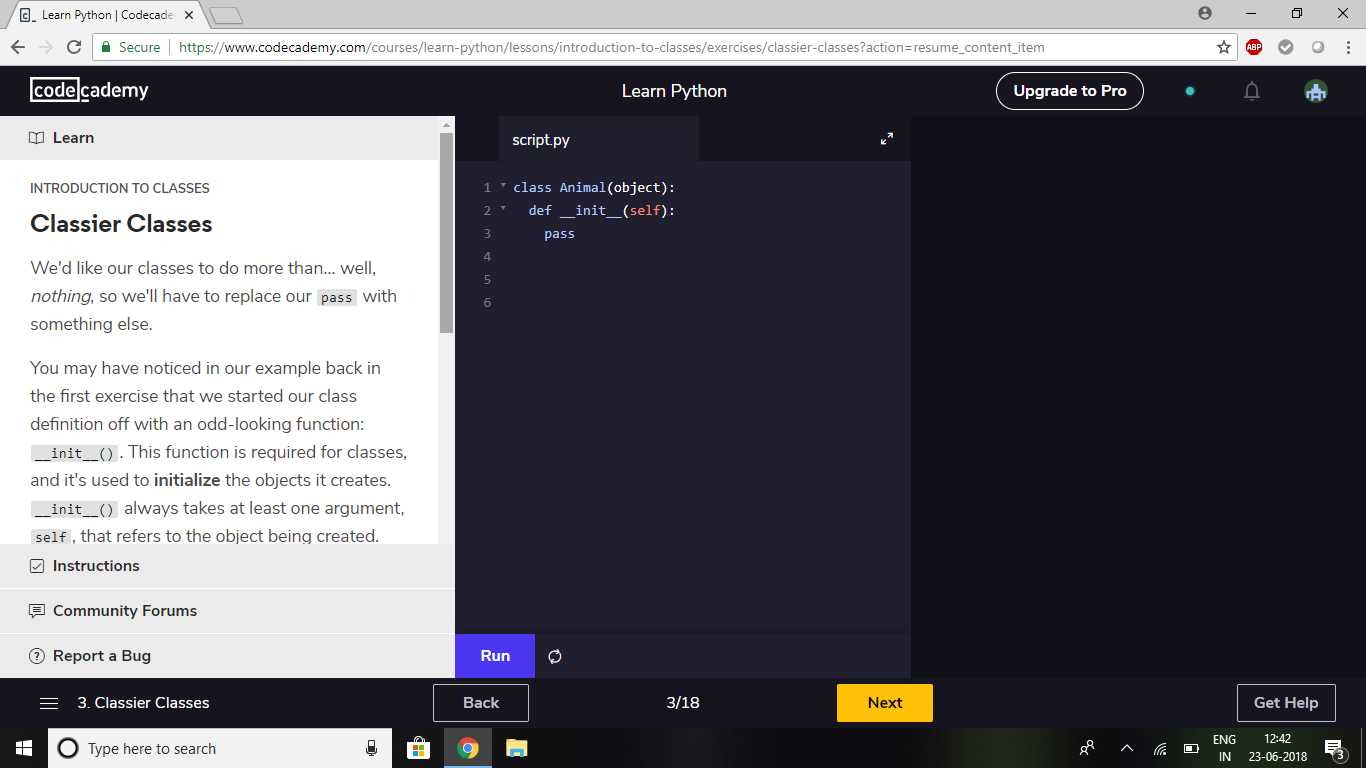 Learn Python | Codecade
Secure https://www.codecademy.com/courses/learn-python/lessons/introduction-to-classes/exercises/classier-classes?action=resume_content_item
ABP
codecademy
Learn Python
Upgrade to Pro
Learn
INTRODUCTION TO CLASSES
Classier Classes
We'd like our classes to do more than... well,
nothing, so we'll have to replace our pass with
something else.
You may have noticed in our example back in
the first exercise that we started our class
definition off with an odd-looking function:
__init__(). This function is required for classes,
and it's used to initialize the objects it creates.
__init__() always takes at least one argument,
self, that refers to the object being created.
Instructions
Community Forums
Report a Bug
script.py
1 class Animal(object):
2 def __init__(self):
3 pass
4
5
6
Run
3. Classier Classes
Back
3/18
Next
Get Help
Type here to search
ENG
IN
12:42
23-06-2018
3